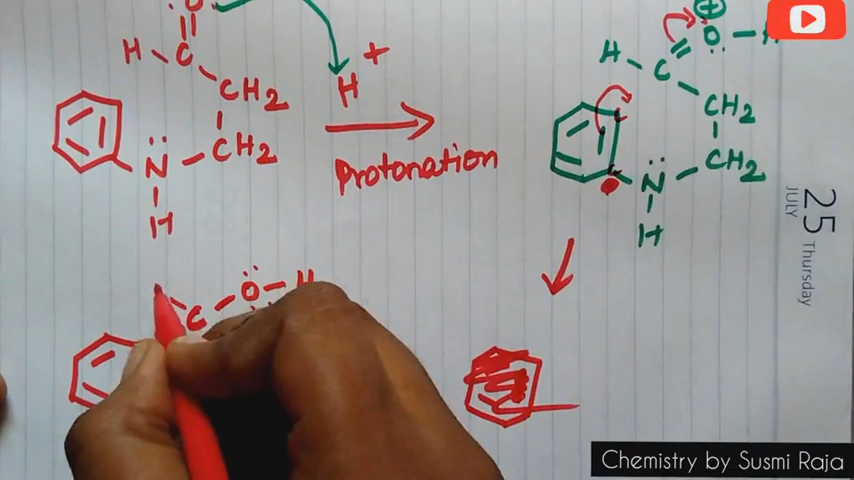 O
H C
CH2
CH2
N
H
H+
Protonation
⊕
O H
H C
CH2
CH2
N
H
C O H
25
JULY
Thursday
Chemistry by Susmi Raja